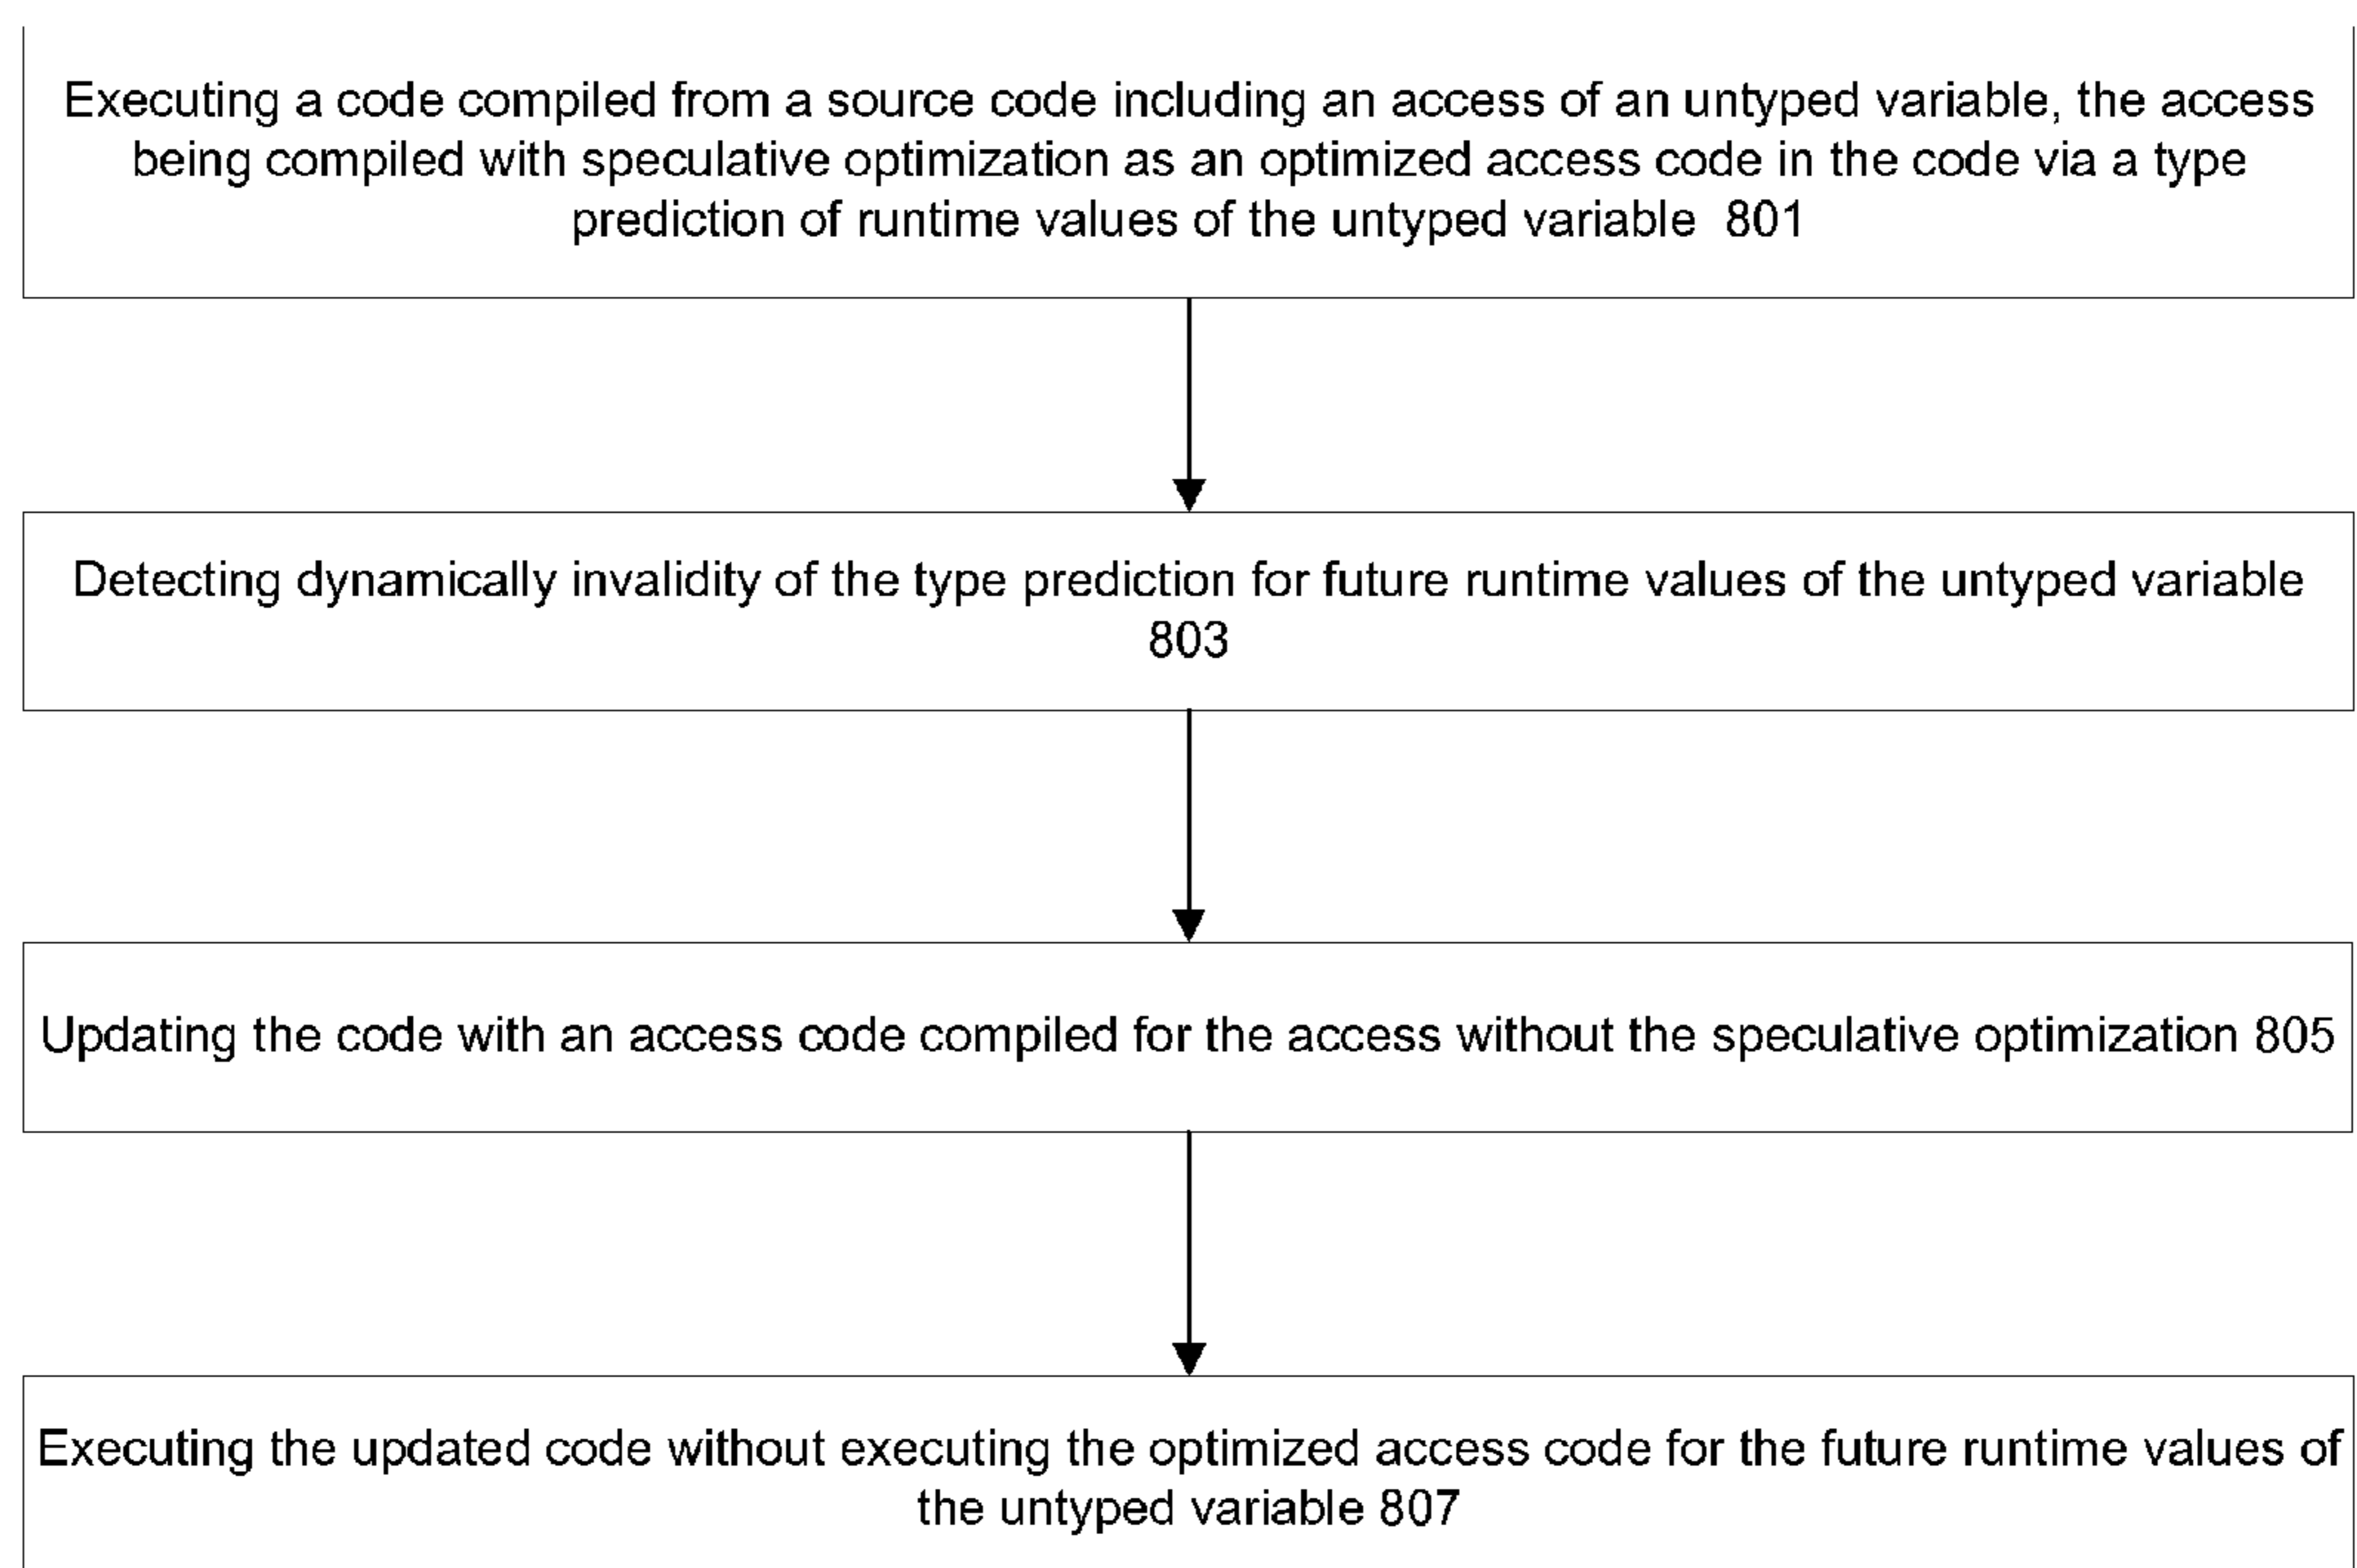 Executing a code compiled from a source code including an access of an untyped variable, the access
being compiled with speculative optimization as an optimized access code in the code via a type
prediction of runtime values of the untyped variable 801
Detecting dynamically invalidity of the type prediction for future runtime values of the untyped variable
803
Updating the code with an access code compiled for the access without the speculative optimization 805
Executing the updated code without executing the optimized access code for the future runtime values of
the untyped variable 807